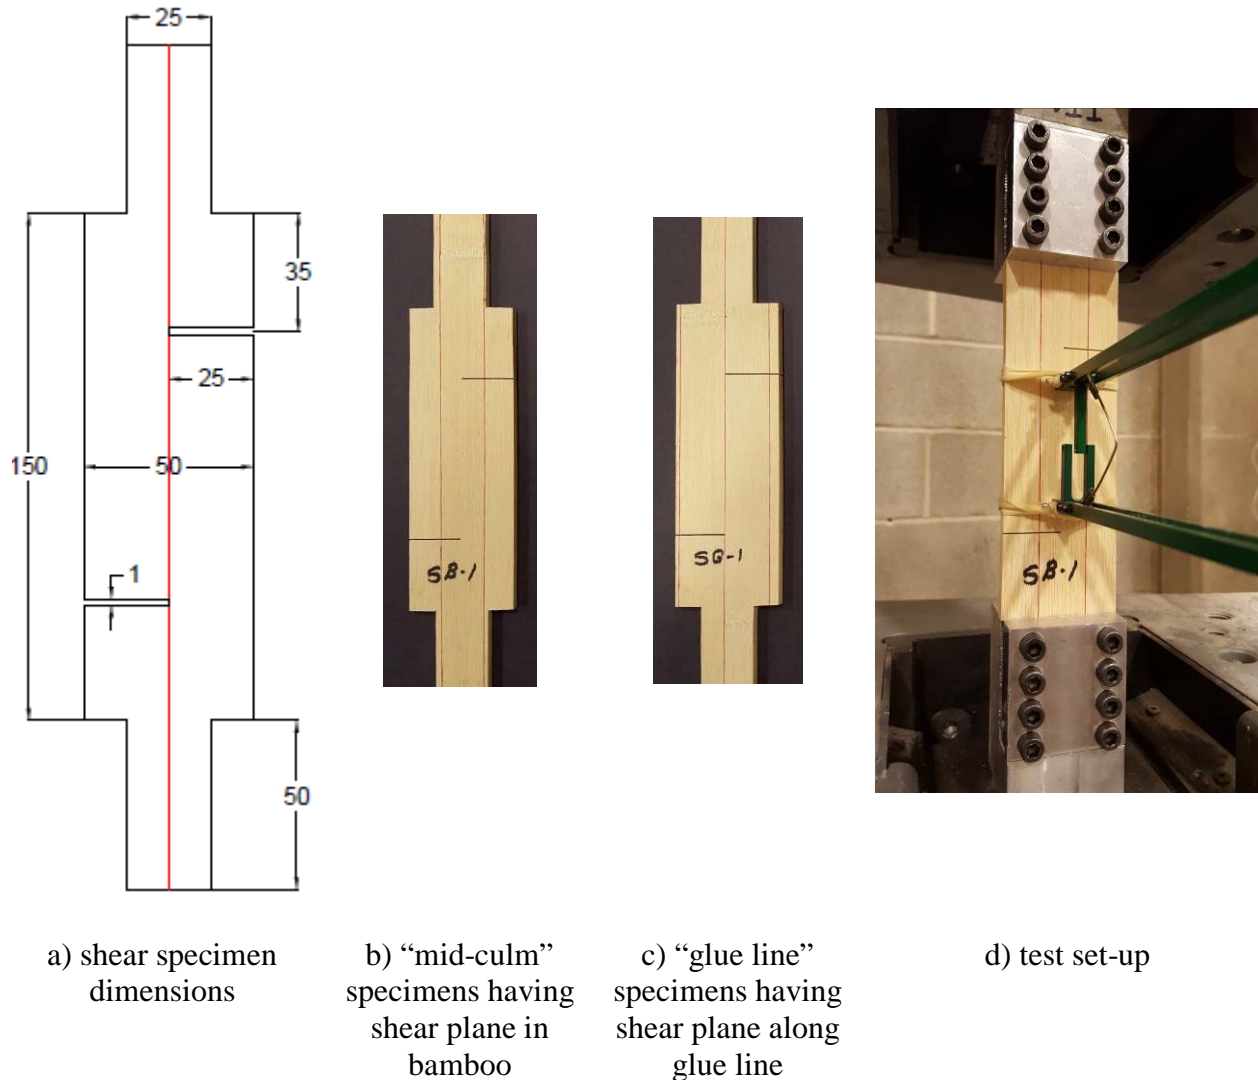 25
35
25
150
50
1
50
SB-1
SG-1
SB-1
a) shear specimen
dimensions
b) “mid-culm”
specimens having
shear plane in
bamboo
c) “glue line”
specimens having
shear plane along
glue line
d) test set-up